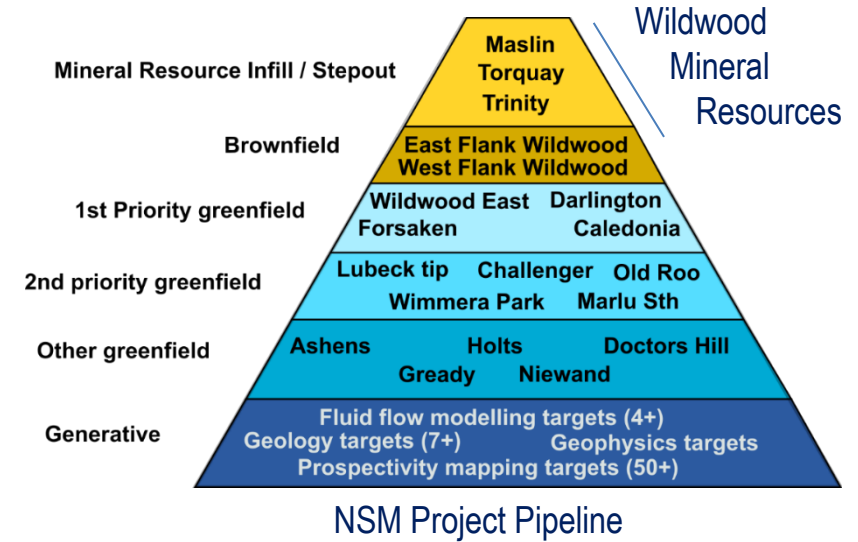 Wildwood
Mineral
Resources
Mineral Resource Infill / Stepout
Maslin
Torquay
Trinity
Brownfield
East Flank Wildwood
West Flank Wildwood
1st Priority greenfield
Wildwood East Darlington
Forsaken Caledonia
2nd priority greenfield
Lubeck tip Challenger Old Roo
Wimmera Park Marlu Sth
Other greenfield
Ashens Holts Doctors Hill
Gready Niewand
Generative
Fluid flow modelling targets (4+)
Geology targets (7+) Geophysics targets
Prospectivity mapping targets (50+)
NSM Project Pipeline